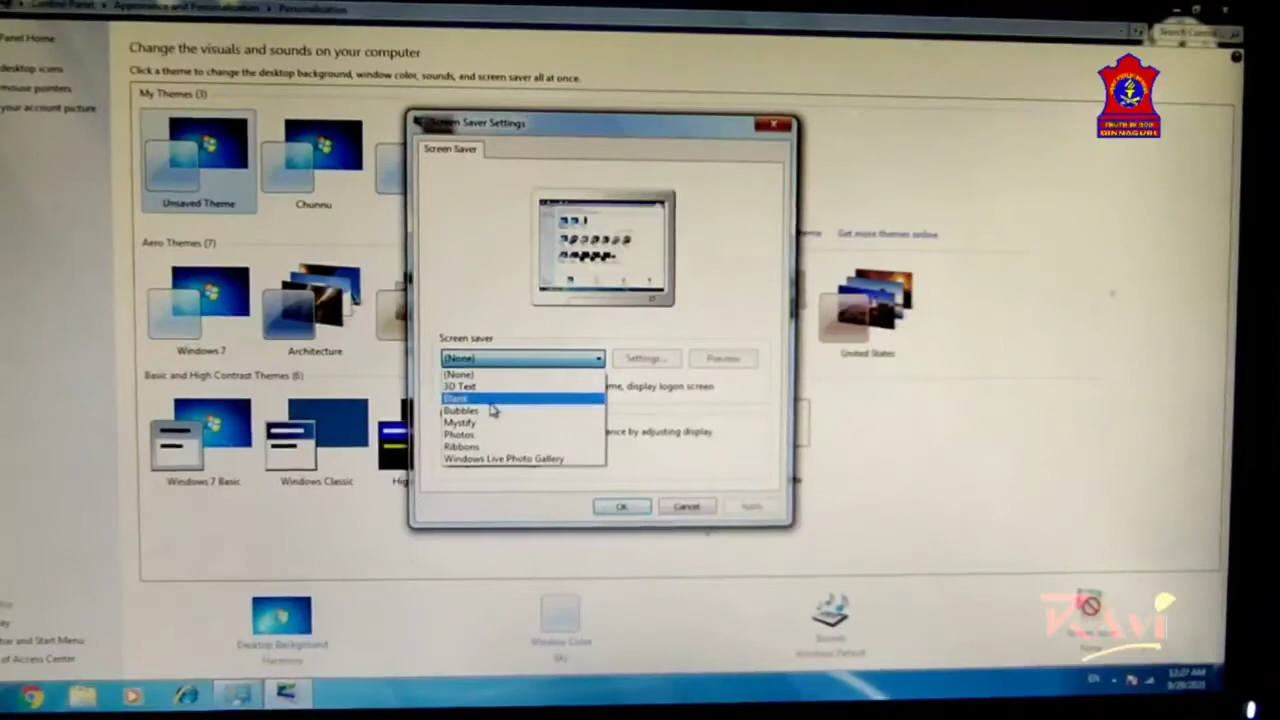 Control Panel ▸ Appearance and Personalization ▸ Personalization
Search Control
Panel Home
desktop icons
mouse pointers
your account picture
Change the visuals and sounds on your computer
Click a theme to change the desktop background, window color, sounds, and screen saver all at once.
My Themes (3)
Unsaved Theme
Chunnu
Get more themes online
Aero Themes (7)
Windows 7
Architecture
United States
Basic and High Contrast Themes (6)
Windows 7 Basic
Windows Classic
Hig
Screen Saver Settings
Screen Saver
Screen saver
(None)
Settings...
Preview
(None)
3D Text
Blank
Bubbles
Mystify
Photos
Ribbons
Windows Live Photo Gallery
me, display logon screen
ance by adjusting display
OK
Cancel
Apply
Desktop Background
Harmony
Window Color
Sky
Sounds
Windows Default
and Start Menu
of Access Center
EN
12:07 AM